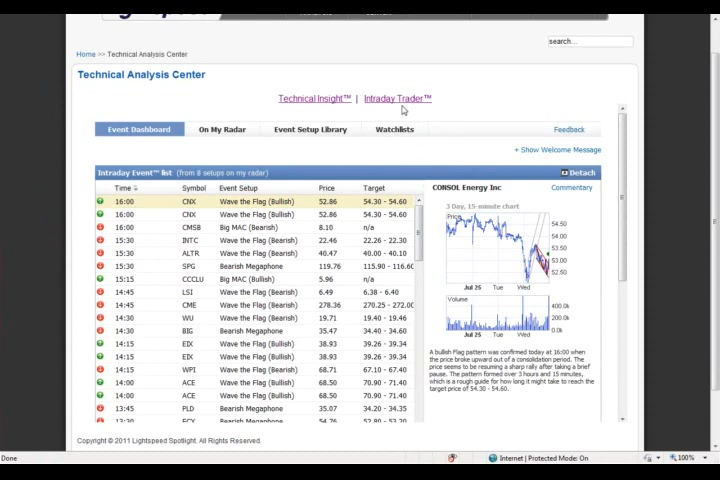 search...
Home >> Technical Analysis Center
Technical Analysis Center
Technical Insight™ | Intraday Trader™
Event Dashboard On My Radar Event Setup Library Watchlists Feedback
+ Show Welcome Message
Intraday Event™ list (from 8 setups on my radar) Detach
Time Symbol Event Setup Price Target
16:00 CNX Wave the Flag (Bullish) 52.86 54.30 - 54.60
16:00 CNX Wave the Flag (Bullish) 52.86 54.30 - 54.60
16:00 CMSB Big MAC (Bearish) 8.10 n/a
15:30 INTC Wave the Flag (Bearish) 22.46 22.26 - 22.30
15:30 ALTR Wave the Flag (Bearish) 40.47 40.00 - 40.10
15:30 SPG Bearish Megaphone 119.76 115.90 - 116.60
15:15 CCCLU Big MAC (Bullish) 5.96 n/a
14:45 LSI Wave the Flag (Bearish) 6.49 6.38 - 6.40
14:45 CME Wave the Flag (Bearish) 278.36 270.25 - 272.00
14:30 WU Wave the Flag (Bearish) 19.71 19.40 - 19.46
14:30 BIG Bearish Megaphone 35.47 34.40 - 34.60
14:15 EIX Wave the Flag (Bullish) 38.93 39.26 - 39.34
14:15 EIX Wave the Flag (Bullish) 38.93 39.26 - 39.34
14:15 WPI Wave the Flag (Bearish) 68.71 67.10 - 67.40
14:00 ACE Wave the Flag (Bullish) 68.50 70.90 - 71.40
14:00 ACE Wave the Flag (Bullish) 68.50 70.90 - 71.40
13:45 PLD Bearish Megaphone 35.07 34.20 - 34.35
13:30 Bearish Megaphone 54.76 52.80 - 53.20
CONSOL Energy Inc Commentary
3 Day, 15-minute chart
Price
54.50
54.00
53.50
53.00
52.50
Jul 25 Tue Wed
Volume
400.0k
200.0k
0.0k
Jul 25 Tue Wed
A bullish Flag pattern was confirmed today at 16:00 when
the price broke upward out of a consolidation period. The
price seems to be resuming a sharp rally after taking a brief
pause. The pattern formed over 3 hours and 15 minutes,
which is a rough guide for how long it might take to reach the
target price of 54.30 - 54.60.
Copyright © 2011 Lightspeed Spotlight. All Rights Reserved.
Done Internet | Protected Mode: On 100%